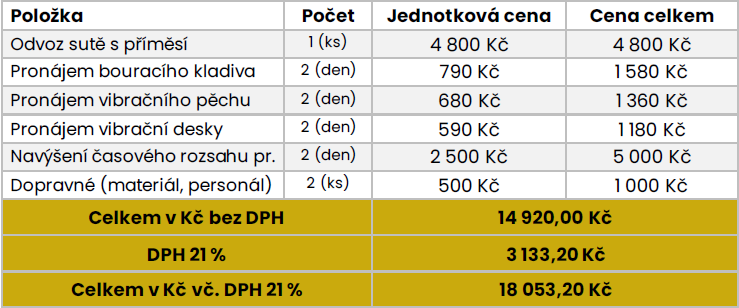 Položka Počet Jednotková cena Cena celkem
Odvoz sutě s příměsí 1 (ks) 4 800 Kč 4 800 Kč
Pronájem bouracího kladiva 2 (den) 790 Kč 1 580 Kč
Pronájem vibračního pěchu 2 (den) 680 Kč 1 360 Kč
Pronájem vibrační desky 2 (den) 590 Kč 1 180 Kč
Navýšení časového rozsahu pr. 2 (den) 2 500 Kč 5 000 Kč
Dopravné (materiál, personál) 2 (ks) 500 Kč 1 000 Kč
Celkem v Kč bez DPH 14 920,00 Kč
DPH 21 % 3 133,20 Kč
Celkem v Kč vč. DPH 21 % 18 053,20 Kč